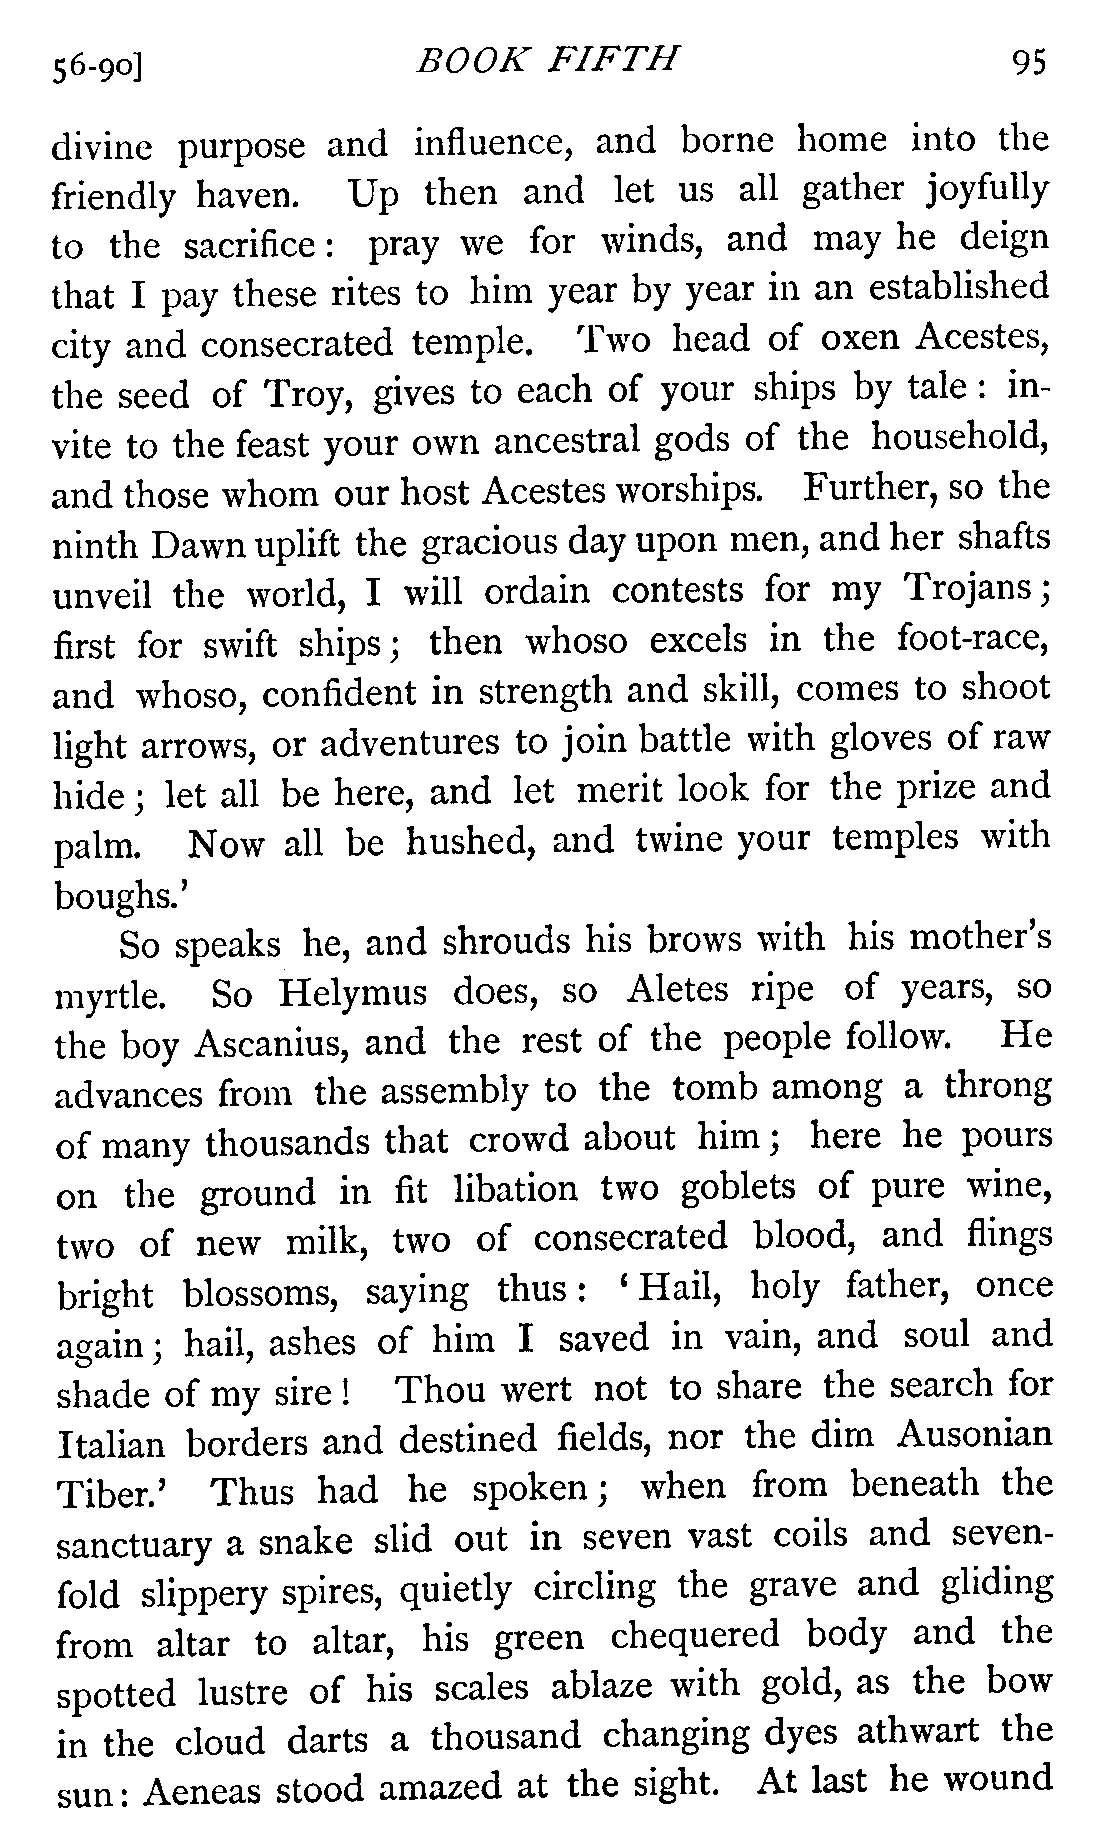 56-90] BOOK FIFTH 95
divine purpose and influence, and borne home into the
friendly haven. Up then and let us all gather joyfully
to the sacrifice : pray we for winds, and may he deign
that I pay these rites to him year by year in an established
city and consecrated temple. Two head of oxen Acestes,
the seed of Troy, gives to each of your ships by tale : in-
vite to the feast your own ancestral gods of the household,
and those whom our host Acestes worships. Further, so the
ninth Dawn uplift the gracious day upon men, and her shafts
unveil the world, I will ordain contests for my Trojans ;
first for swift ships ; then whoso excels in the foot-race,
and whoso, confident in strength and skill, comes to shoot
light arrows, or adventures to join battle with gloves of raw
hide ; let all be here, and let merit look for the prize and
palm. Now all be hushed, and twine your temples with
boughs.’
So speaks he, and shrouds his brows with his mother’s
myrtle. So Helymus does, so Aletes ripe of years, so
the boy Ascanius, and the rest of the people follow. He
advances from the assembly to the tomb among a throng
of many thousands that crowd about him ; here he pours
on the ground in fit libation two goblets of pure wine,
two of new milk, two of consecrated blood, and flings
bright blossoms, saying thus : ‘ Hail, holy father, once
again ; hail, ashes of him I saved in vain, and soul and
shade of my sire ! Thou wert not to share the search for
Italian borders and destined fields, nor the dim Ausonian
Tiber.’ Thus had he spoken ; when from beneath the
sanctuary a snake slid out in seven vast coils and seven-
fold slippery spires, quietly circling the grave and gliding
from altar to altar, his green chequered body and the
spotted lustre of his scales ablaze with gold, as the bow
in the cloud darts a thousand changing dyes athwart the
sun : Aeneas stood amazed at the sight. At last he wound